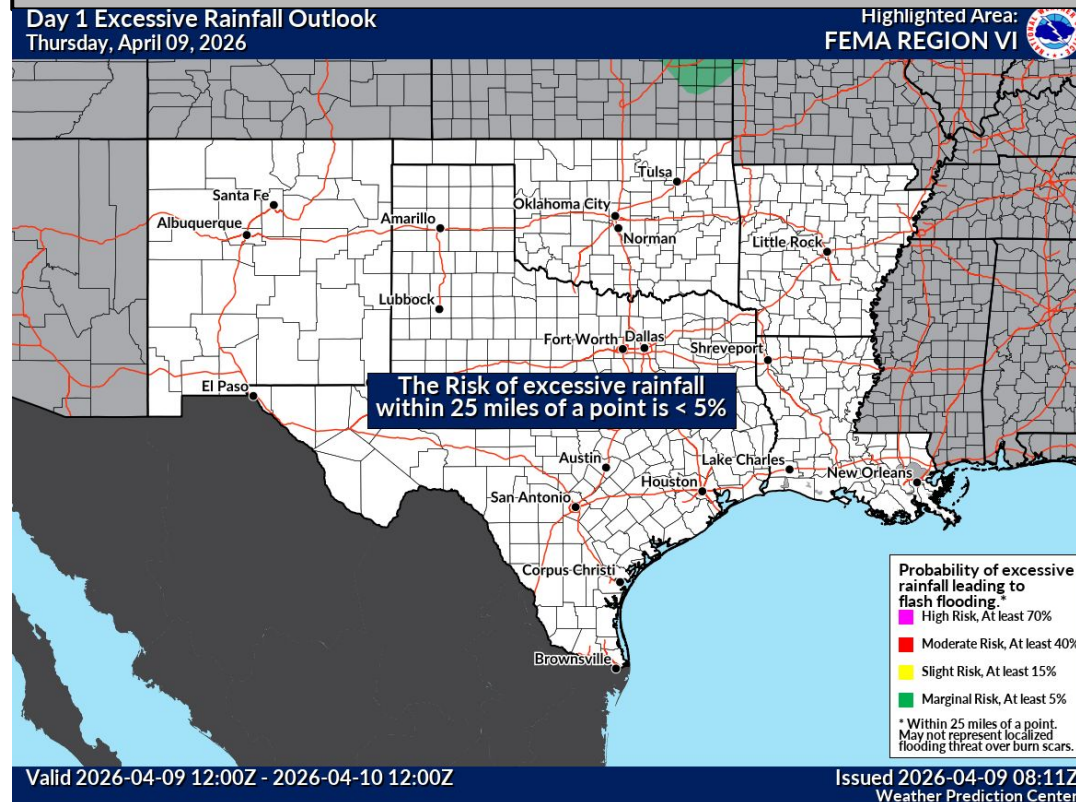 Day 1 Excessive Rainfall Outlook
Thursday, April 09, 2026
Highlighted Area:
FEMA REGION VI
Santa Fe
Albuquerque
Amarillo
Lubbock
Tulsa
Oklahoma City
Norman
Little Rock
Fort Worth
Dallas
Shreveport
El Paso
The Risk of excessive rainfall
within 25 miles of a point is < 5%
Austin
San Antonio
Houston
Lake Charles
New Orleans
Corpus Christi
Brownsville
Probability of excessive
rainfall leading to
flash flooding.*
High Risk, At least 70%
Moderate Risk, At least 40%
Slight Risk, At least 15%
Marginal Risk, At least 5%
* Within 25 miles of a point.
May not represent localized
flooding threat over burn scars.
Valid 2026-04-09 12:00Z - 2026-04-10 12:00Z
Issued 2026-04-09 08:11Z
Weather Prediction Center